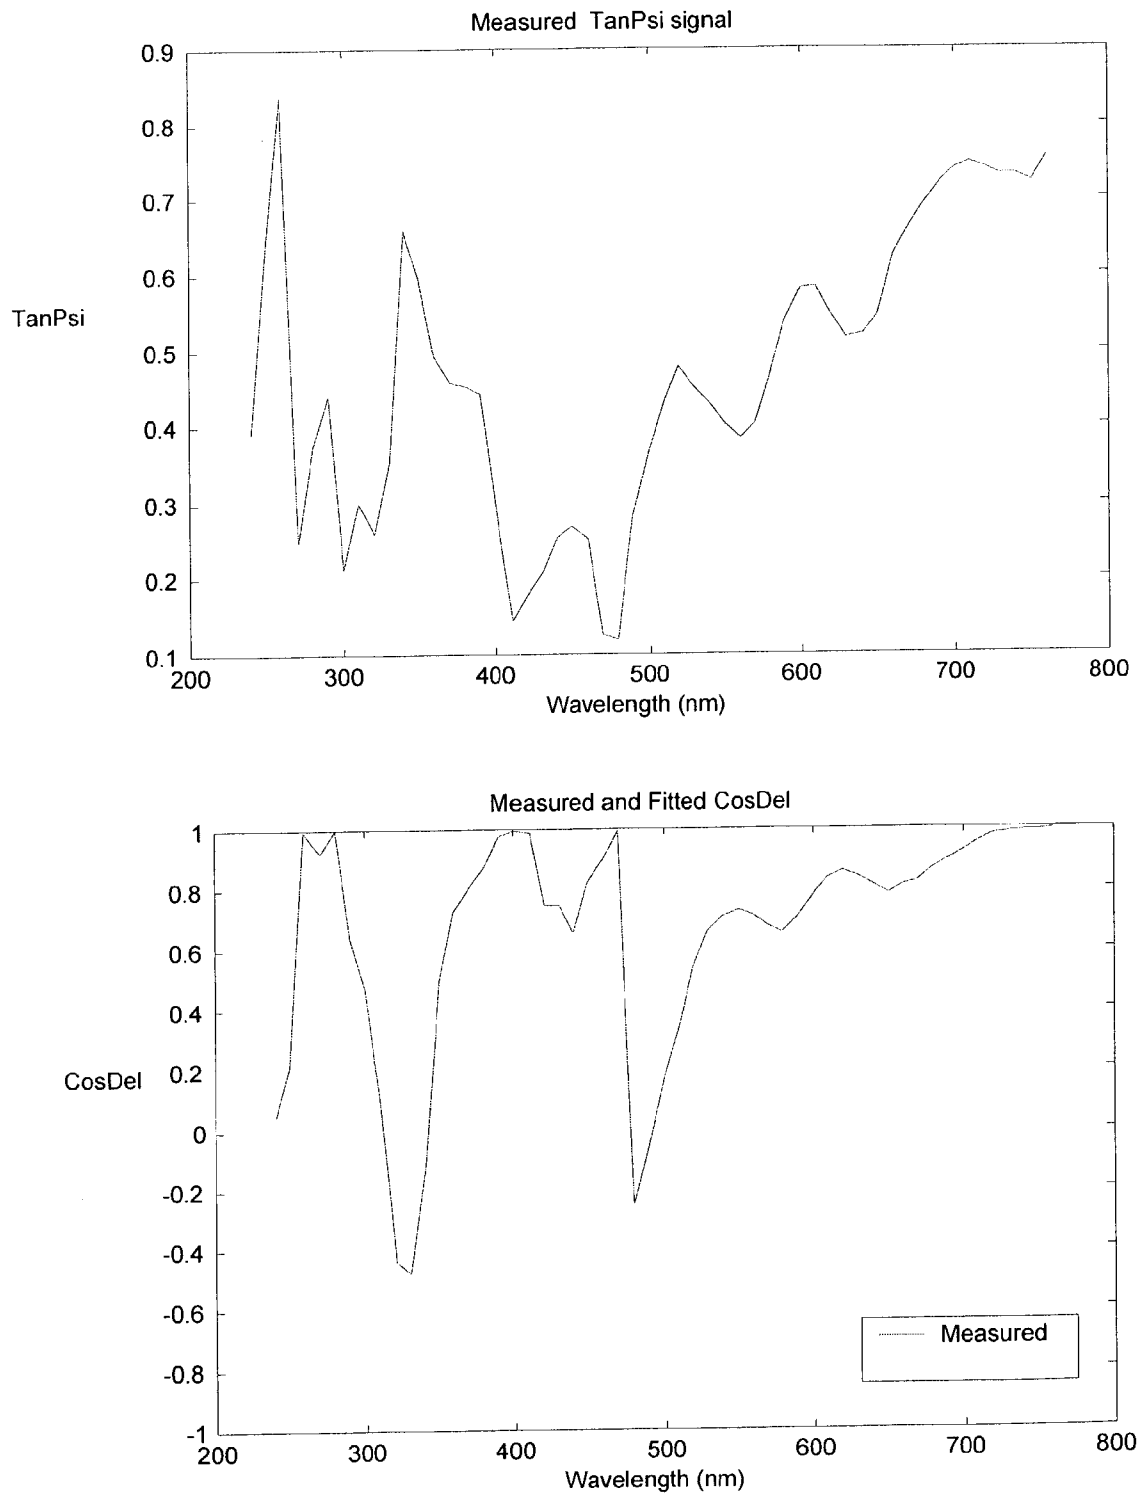 Measured TanPsi signal
0.9
0.8
0.7
0.6
TanPsi
0.5
0.4
0.3
0.2
0.1
200 300 400 500 600 700 800
Wavelength (nm)
Measured and Fitted CosDel
1
0.8
0.6
0.4
CosDel 0.2
0
-0.2
-0.4
-0.6
Measured
-0.8
-1
200 300 400 500 600 700 800
Wavelength (nm)